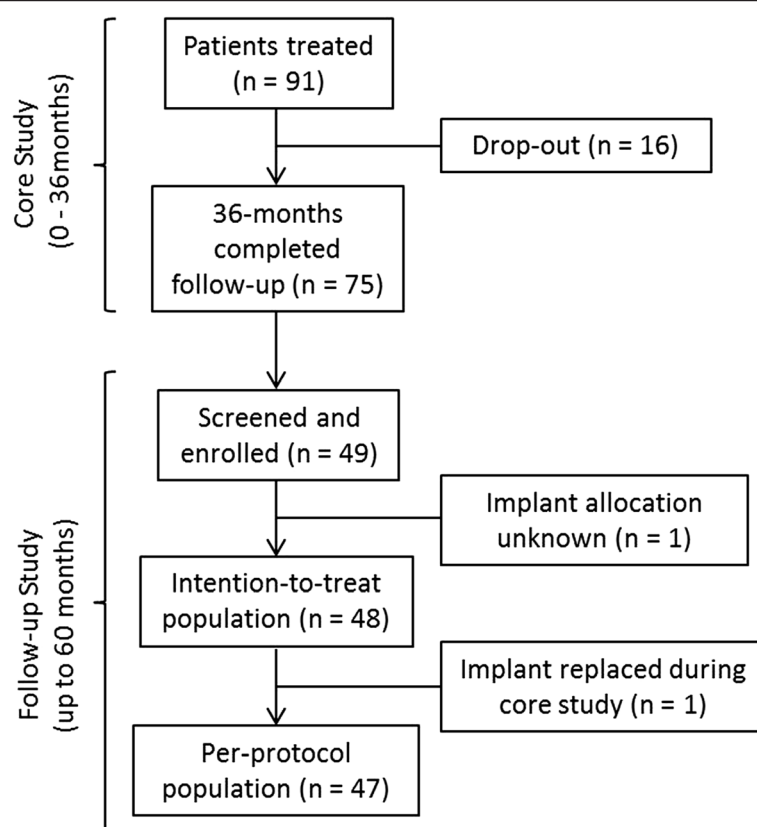 Core Study
(0 - 36months)
Patients treated
(n = 91)
Drop-out (n = 16)
36-months
completed
follow-up (n = 75)
Follow-up Study
(up to 60 months)
Screened and
enrolled (n = 49)
Implant allocation
unknown (n = 1)
Intention-to-treat
population (n = 48)
Implant replaced during
core study (n = 1)
Per-protocol
population (n = 47)